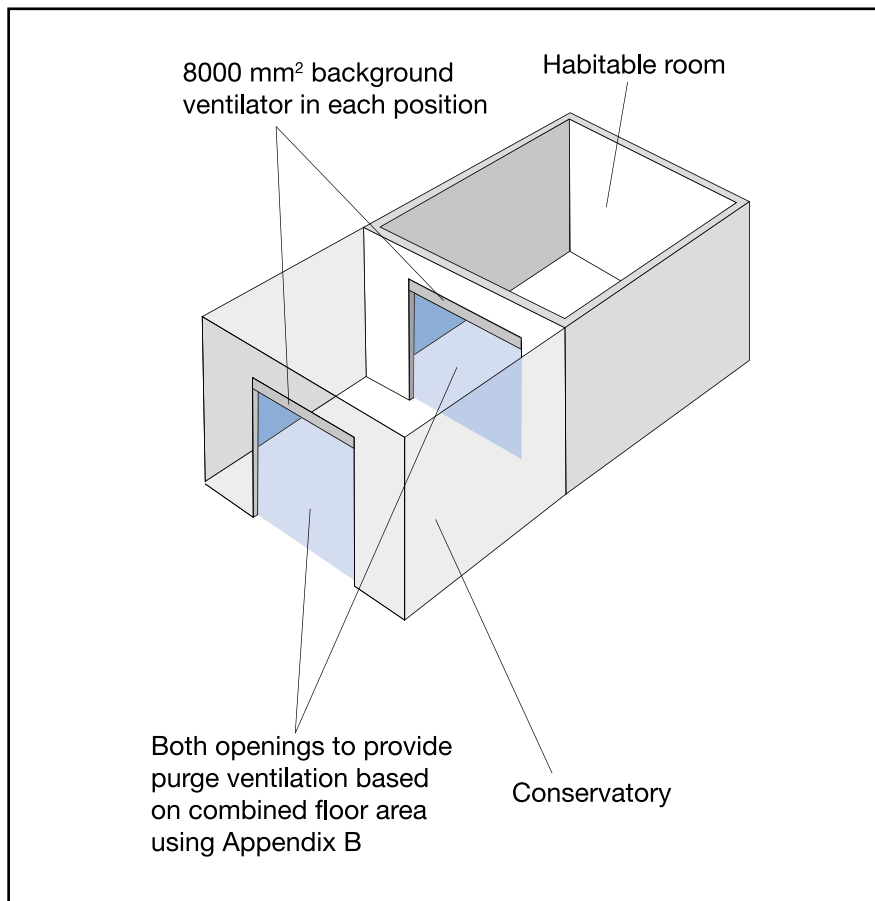 8000 mm² background
ventilator in each position
Habitable room
Both openings to provide
purge ventilation based
on combined floor area
using Appendix B
Conservatory